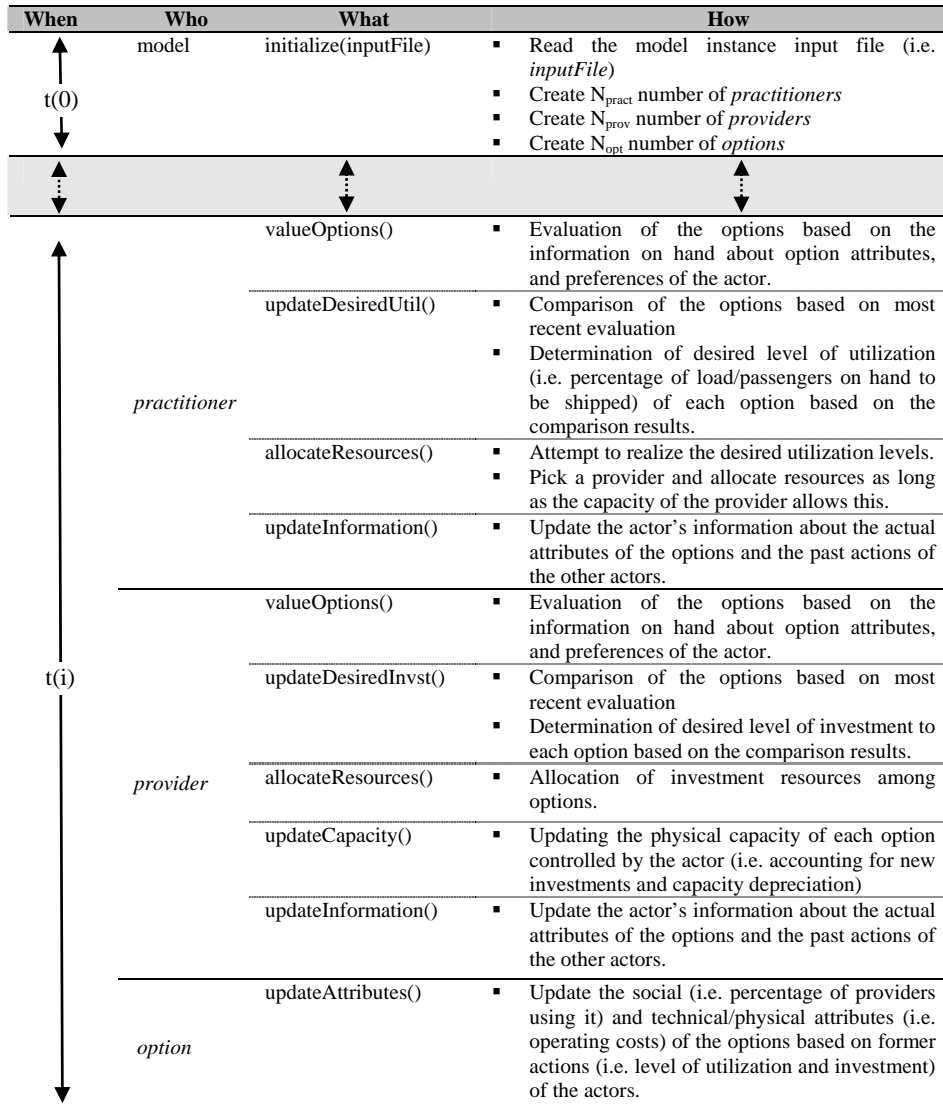 When Who What How
model initialize(inputFile) ▪ Read the model instance input file (i.e.
inputFile)
t(0)
▪ Create Npract number of practitioners
▪ Create Nprov number of providers
▪ Create Nopt number of options
valueOptions() ▪ Evaluation of the options based on the
information on hand about option attributes,
and preferences of the actor.
updateDesiredUtil() ▪ Comparison of the options based on most
recent evaluation
▪ Determination of desired level of utilization
(i.e. percentage of load/passengers on hand to
practitioner
be shipped) of each option based on the
comparison results.
allocateResources() ▪ Attempt to realize the desired utilization levels.
▪ Pick a provider and allocate resources as long
as the capacity of the provider allows this.
updateInformation() ▪ Update the actor's information about the actual
attributes of the options and the past actions of
the other actors.
valueOptions() ▪ Evaluation of the options based on the
information on hand about option attributes,
and preferences of the actor.
t(i)
updateDesiredInvst() ▪ Comparison of the options based on most
recent evaluation
▪ Determination of desired level of investment to
each option based on the comparison results.
provider
allocateResources() ▪ Allocation of investment resources among
options.
updateCapacity() ▪ Updating the physical capacity of each option
controlled by the actor (i.e. accounting for new
investments and capacity depreciation)
updateInformation() ▪ Update the actor's information about the actual
attributes of the options and the past actions of
the other actors.
updateAttributes() ▪ Update the social (i.e. percentage of providers
using it) and technical/physical attributes (i.e.
option
operating costs) of the options based on former
actions (i.e. level of utilization and investment)
of the actors.